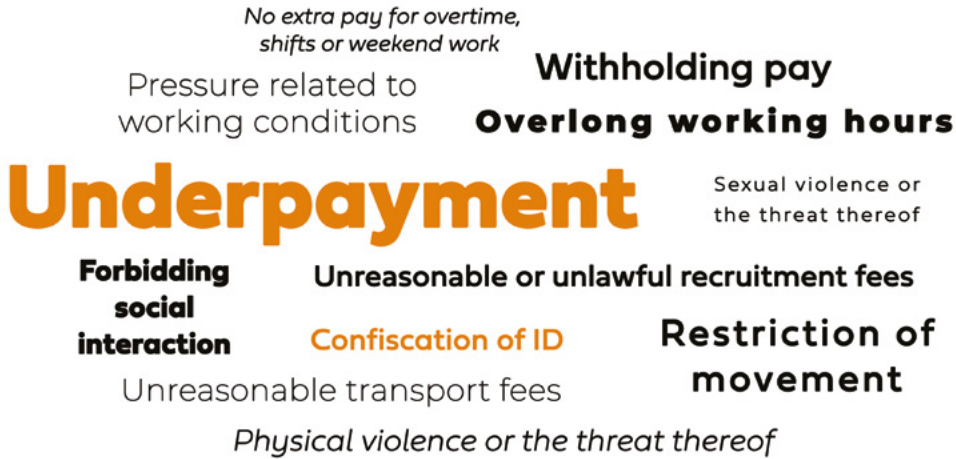 No extra pay for overtime,
shifts or weekend work
Withholding pay
Pressure related to
working conditions
Overlong working hours
Underpayment
Sexual violence or
the threat thereof
Forbidding
social
interaction
Unreasonable or unlawful recruitment fees
Confiscation of ID
Restriction of
movement
Unreasonable transport fees
Physical violence or the threat thereof